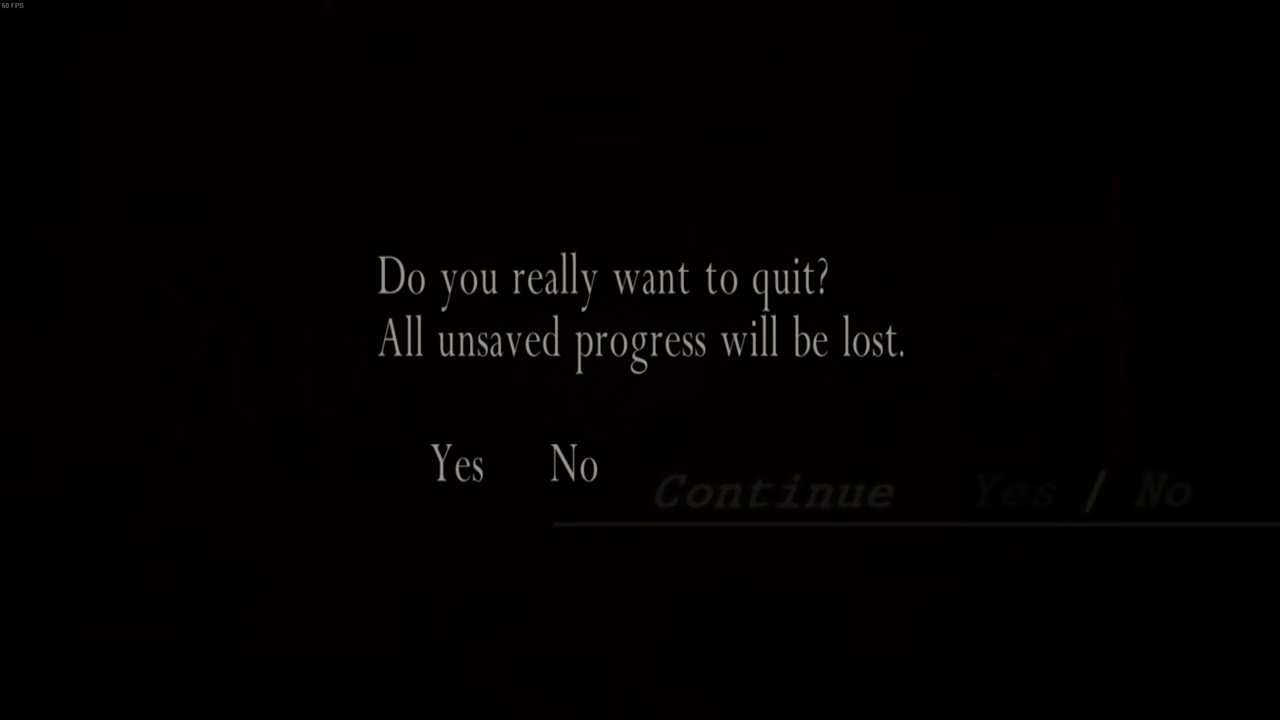 60 FPS
Do you really want to quit?
All unsaved progress will be lost.
Yes No
Continue Yes / No